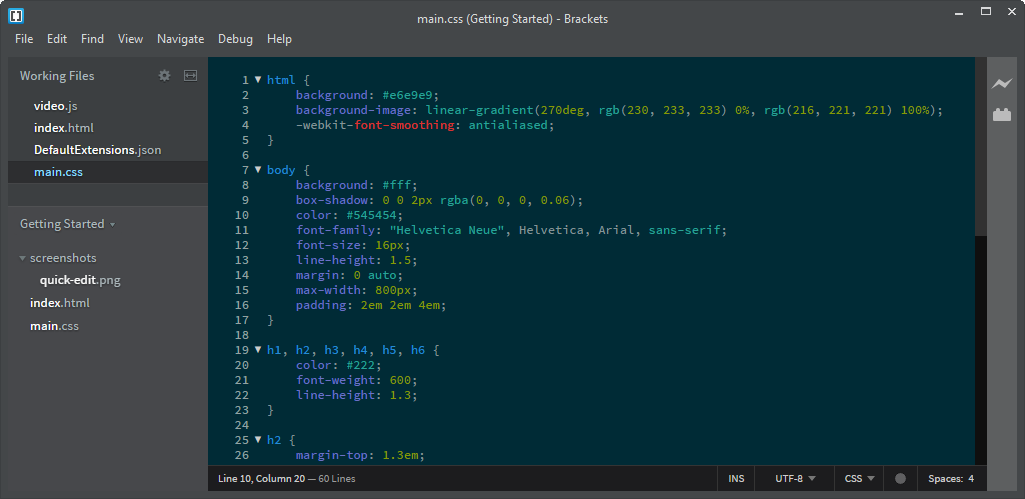 main.css (Getting Started) - Brackets
File Edit Find View Navigate Debug Help
Working Files
video.js
index.html
DefaultExtensions.json
main.css
Getting Started
screenshots
quick-edit.png
index.html
main.css
1 html {
2 background: #e6e9e9;
3 background-image: linear-gradient(270deg, rgb(230, 233, 233) 0%, rgb(216, 221, 221) 100%);
4 -webkit-font-smoothing: antialiased;
5 }
6
7 body {
8 background: #fff;
9 box-shadow: 0 0 2px rgba(0, 0, 0, 0.06);
10 color: #545454;
11 font-family: "Helvetica Neue", Helvetica, Arial, sans-serif;
12 font-size: 16px;
13 line-height: 1.5;
14 margin: 0 auto;
15 max-width: 800px;
16 padding: 2em 2em 4em;
17 }
18
19 h1, h2, h3, h4, h5, h6 {
20 color: #222;
21 font-weight: 600;
22 line-height: 1.3;
23 }
24
25 h2 {
26 margin-top: 1.3em;
Line 10, Column 20 — 60 Lines INS UTF-8 CSS Spaces: 4